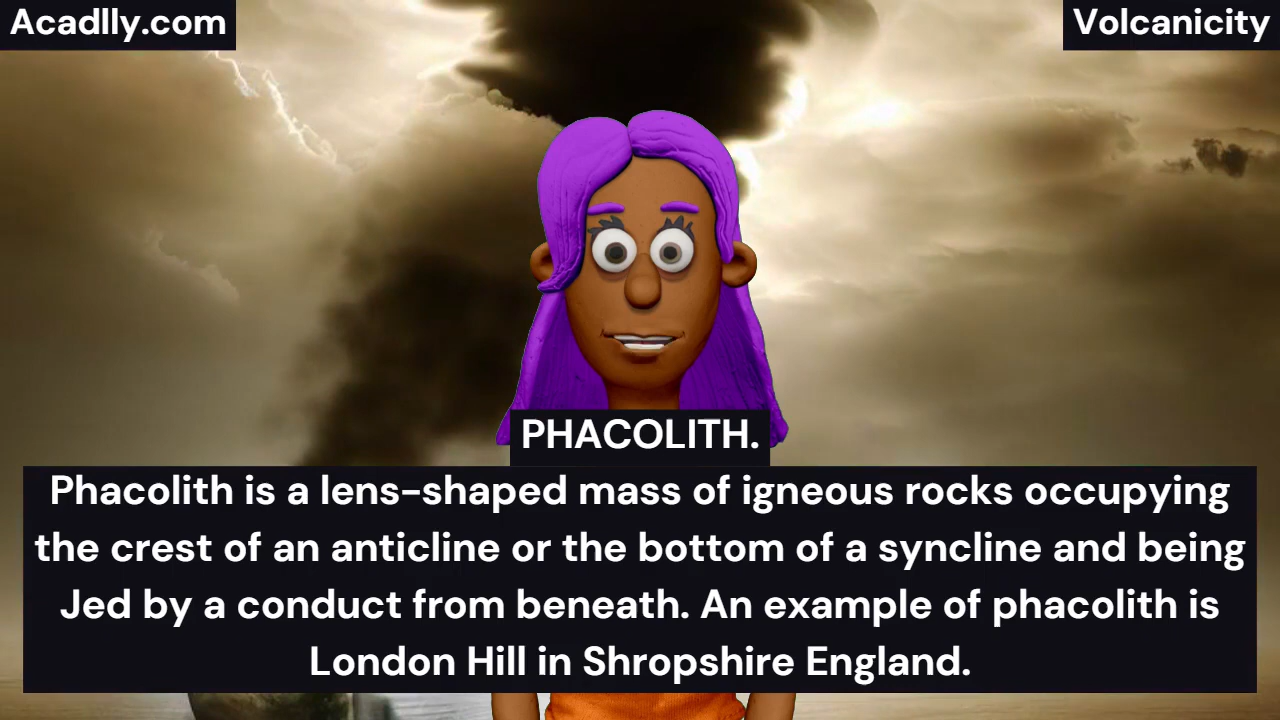 Acadlly.com
Volcanicity
PHACOLITH.
Phacolith is a lens-shaped mass of igneous rocks occupying
the crest of an anticline or the bottom of a syncline and being
Jed by a conduct from beneath. An example of phacolith is
London Hill in Shropshire England.